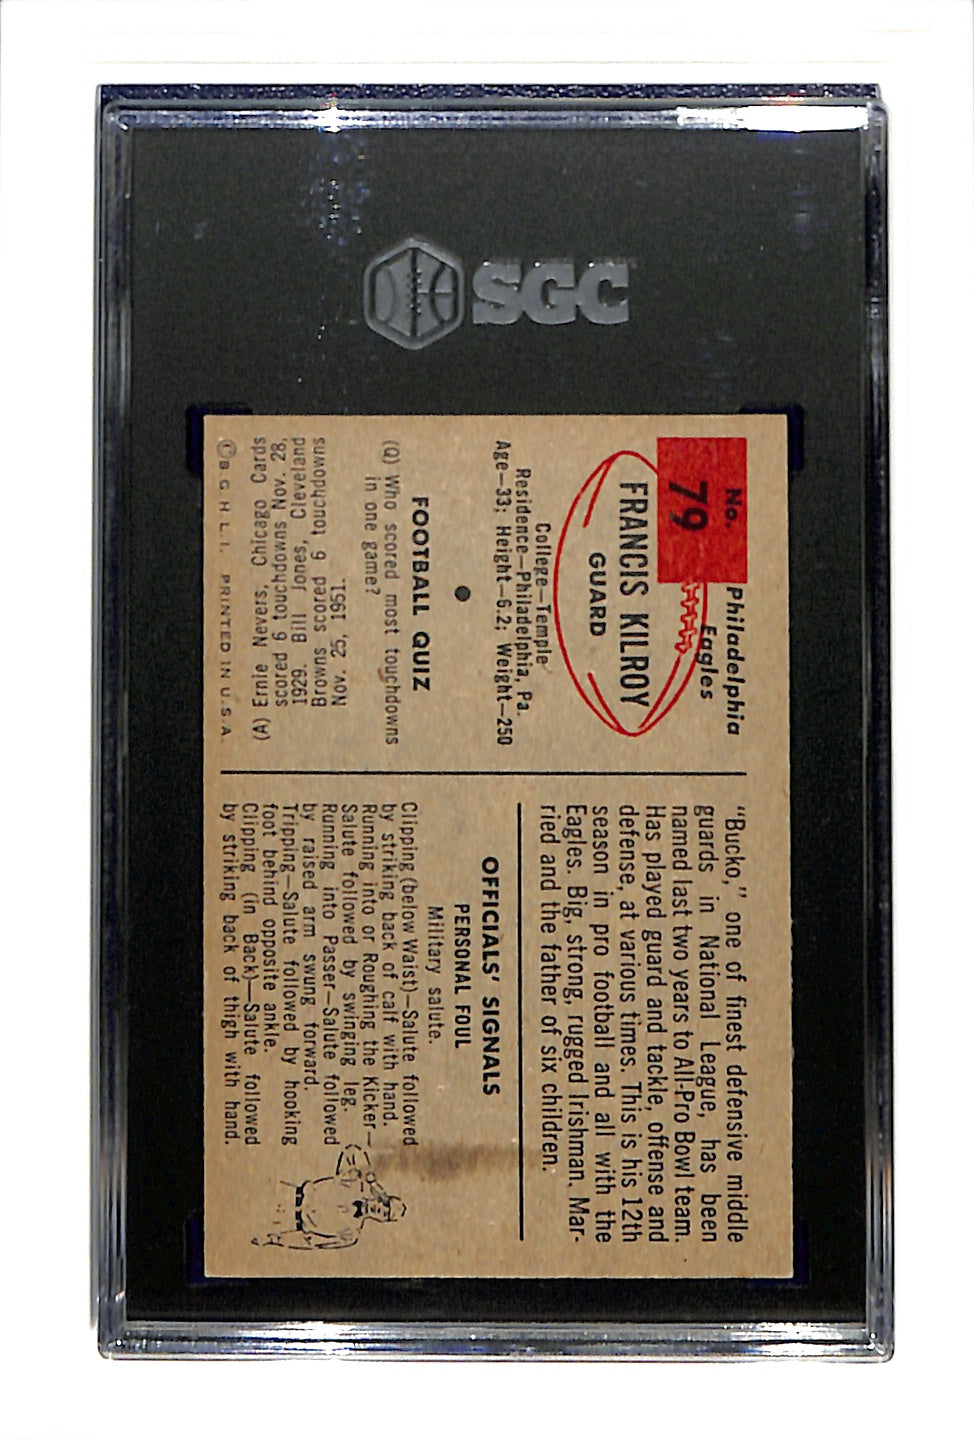 SGC
No.
79
Philadelphia
Eagles
FRANCIS KILROY
GUARD
College—Temple
Residence—Philadelphia, Pa.
Age—33; Height—6.2; Weight—250
FOOTBALL QUIZ
(Q) Who scored most touchdowns
in one game?
(A) Ernie Nevers, Chicago Cards
scored 6 touchdowns Nov. 28,
1929. Bill Jones, Cleveland
Browns scored 6 touchdowns
Nov. 25, 1951.
©B. G. H. L. I. PRINTED IN U.S.A.
"Bucko," one of finest defensive middle
guards in National League, has been
named last two years to All-Pro Bowl team.
Has played guard and tackle, offense and
defense, at various times. This is his 12th
season in pro football and all with the
Eagles. Big, strong, rugged Irishman. Mar-
ried and the father of six children.
OFFICIALS' SIGNALS
PERSONAL FOUL
Military salute.
Clipping (below Waist)—Salute followed
by striking back of calf with hand.
Running into or Roughing the Kicker—
Salute followed by swinging leg.
Running into Passer—Salute followed
by raised arm swung forward.
Tripping—Salute followed by hooking
foot behind opposite ankle.
Clipping (in Back)—Salute followed
by striking back of thigh with hand.